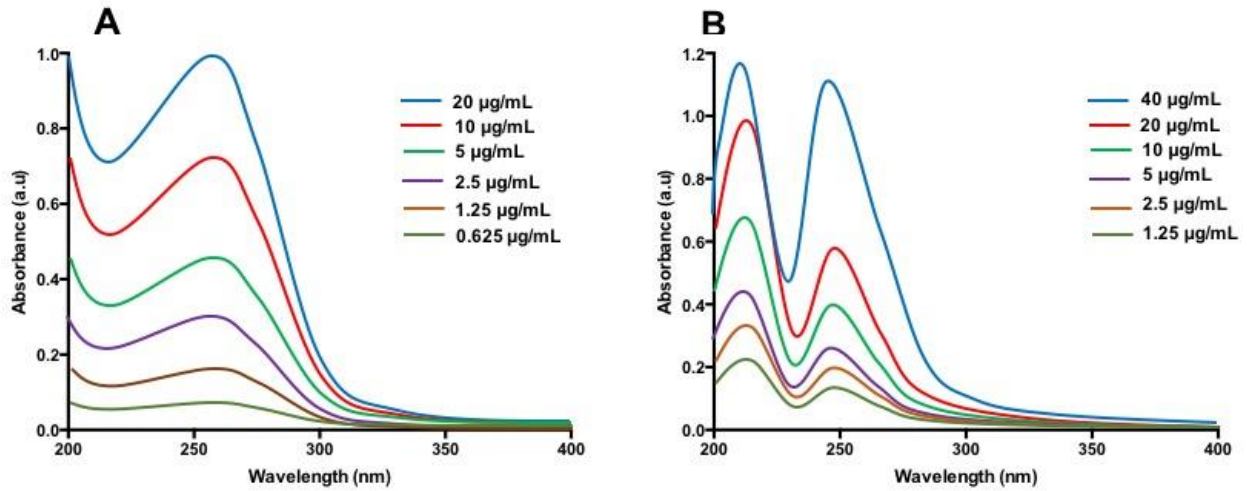 A
Absorbance (a.u)
1.0
0.8
0.6
0.4
0.2
0.0
200
250
300
350
400
Wavelength (nm)
20 µg/mL
10 µg/mL
5 µg/mL
2.5 µg/mL
1.25 µg/mL
0.625 µg/mL
B
Absorbance (a.u)
1.2
1.0
0.8
0.6
0.4
0.2
0.0
200
250
300
350
400
Wavelength (nm)
40 µg/mL
20 µg/mL
10 µg/mL
5 µg/mL
2.5 µg/mL
1.25 µg/mL